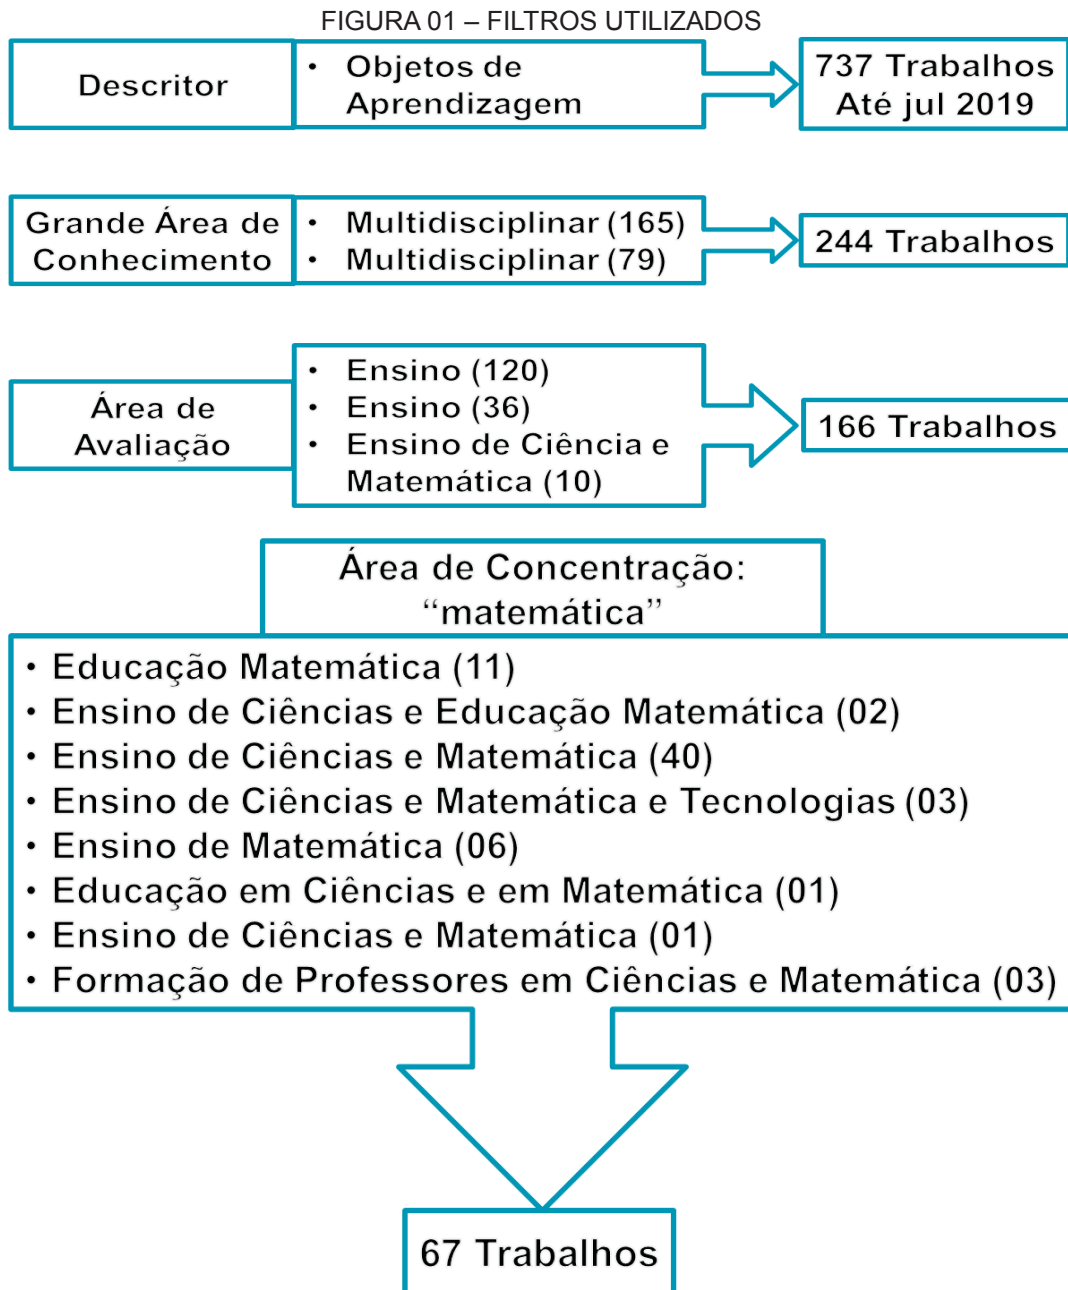 FIGURA 01 – FILTROS UTILIZADOS
Descritor
• Objetos de
Aprendizagem
737 Trabalhos
Até jul 2019
Grande Área de
Conhecimento
• Multidisciplinar (165)
• Multidisciplinar (79)
244 Trabalhos
Área de
Avaliação
• Ensino (120)
• Ensino (36)
• Ensino de Ciência e
Matemática (10)
166 Trabalhos
Área de Concentração:
“matemática”
• Educação Matemática (11)
• Ensino de Ciências e Educação Matemática (02)
• Ensino de Ciências e Matemática (40)
• Ensino de Ciências e Matemática e Tecnologias (03)
• Ensino de Matemática (06)
• Educação em Ciências e em Matemática (01)
• Ensino de Ciências e Matemática (01)
• Formação de Professores em Ciências e Matemática (03)
67 Trabalhos